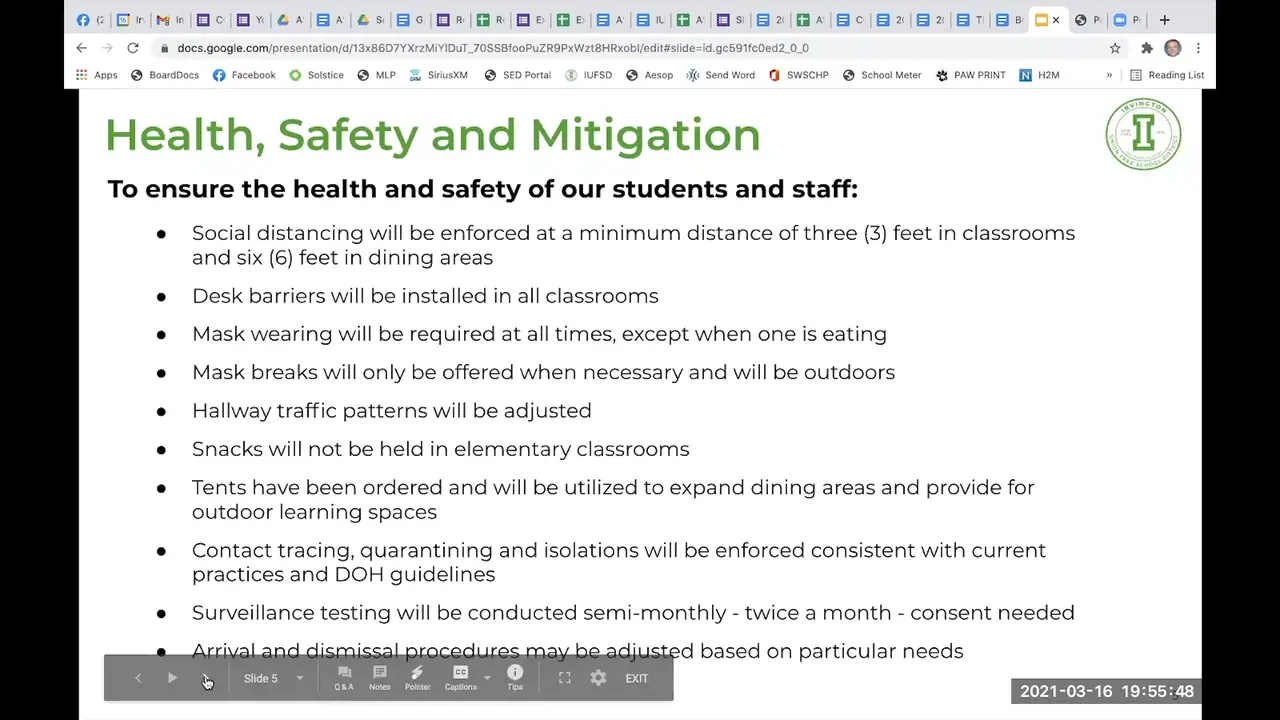 docs.google.com/presentation/d/13x86D7YXrzMiYlDuT_70SSBfooPuZR9PxWzt8HRxobI/edit#slide=id.gc591fc0ed2_0_0
Apps BoardDocs Facebook Solstice MLP SiriusXM SED Portal IUFSD Aesop Send Word SWSCHP School Meter PAW PRINT H2M » Reading List
Health, Safety and Mitigation
IRVINGTON
I
UNION FREE SCHOOL DISTRICT
To ensure the health and safety of our students and staff:
● Social distancing will be enforced at a minimum distance of three (3) feet in classrooms
and six (6) feet in dining areas
● Desk barriers will be installed in all classrooms
● Mask wearing will be required at all times, except when one is eating
● Mask breaks will only be offered when necessary and will be outdoors
● Hallway traffic patterns will be adjusted
● Snacks will not be held in elementary classrooms
● Tents have been ordered and will be utilized to expand dining areas and provide for
outdoor learning spaces
● Contact tracing, quarantining and isolations will be enforced consistent with current
practices and DOH guidelines
● Surveillance testing will be conducted semi-monthly - twice a month - consent needed
● Arrival and dismissal procedures may be adjusted based on particular needs
Slide 5 Q & A Notes Pointer Captions Tips EXIT
2021-03-16 19:55:48